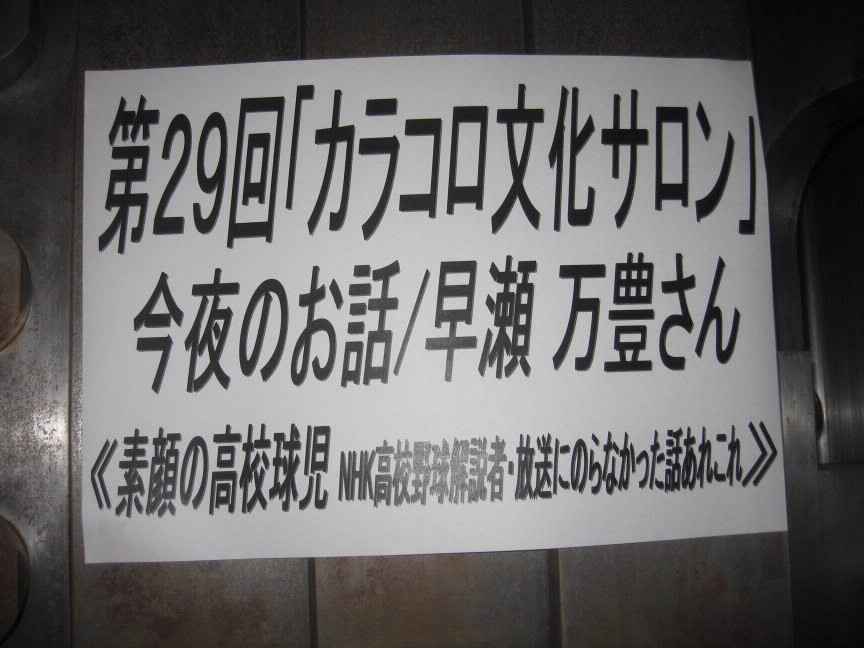 第29回「カラコロ文化サロン」
今夜のお話/早瀬 万豊さん
《素顔の高校球児 NHK高校野球解説者・放送にのらなかった話あれこれ》